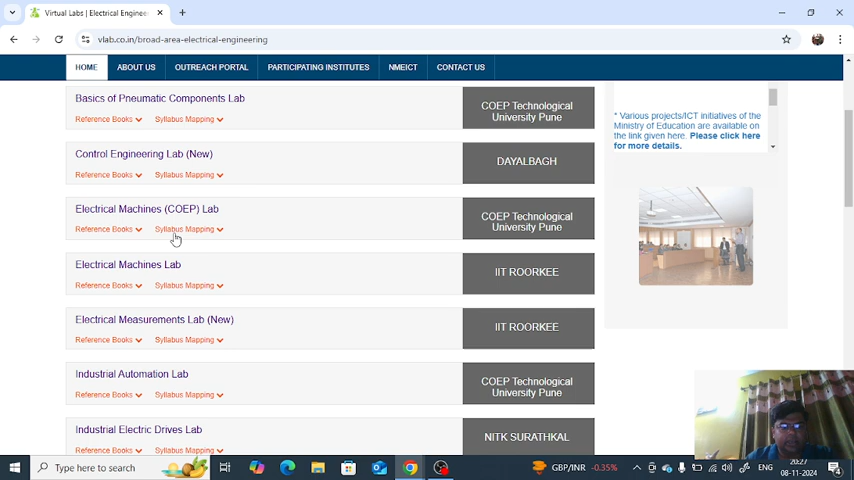 Virtual Labs | Electrical Enginee
vlab.co.in/broad-area-electrical-engineering
HOME
ABOUT US
OUTREACH PORTAL
PARTICIPATING INSTITUTES
NMEICT
CONTACT US
Basics of Pneumatic Components Lab
Reference Books
Syllabus Mapping
COEP Technological
University Pune
* Various projects/ICT initiatives of the
Ministry of Education are available on
the link given here. Please click here
for more details.
Control Engineering Lab (New)
Reference Books
Syllabus Mapping
DAYALBAGH
Electrical Machines (COEP) Lab
Reference Books
Syllabus Mapping
COEP Technological
University Pune
Electrical Machines Lab
Reference Books
Syllabus Mapping
IIT ROORKEE
Electrical Measurements Lab (New)
Reference Books
Syllabus Mapping
IIT ROORKEE
Industrial Automation Lab
Reference Books
Syllabus Mapping
COEP Technological
University Pune
Industrial Electric Drives Lab
Reference Books
Syllabus Mapping
NITK SURATHKAL
Type here to search
GBP/INR -0.35%
ENG
20:27
08-11-2024
4